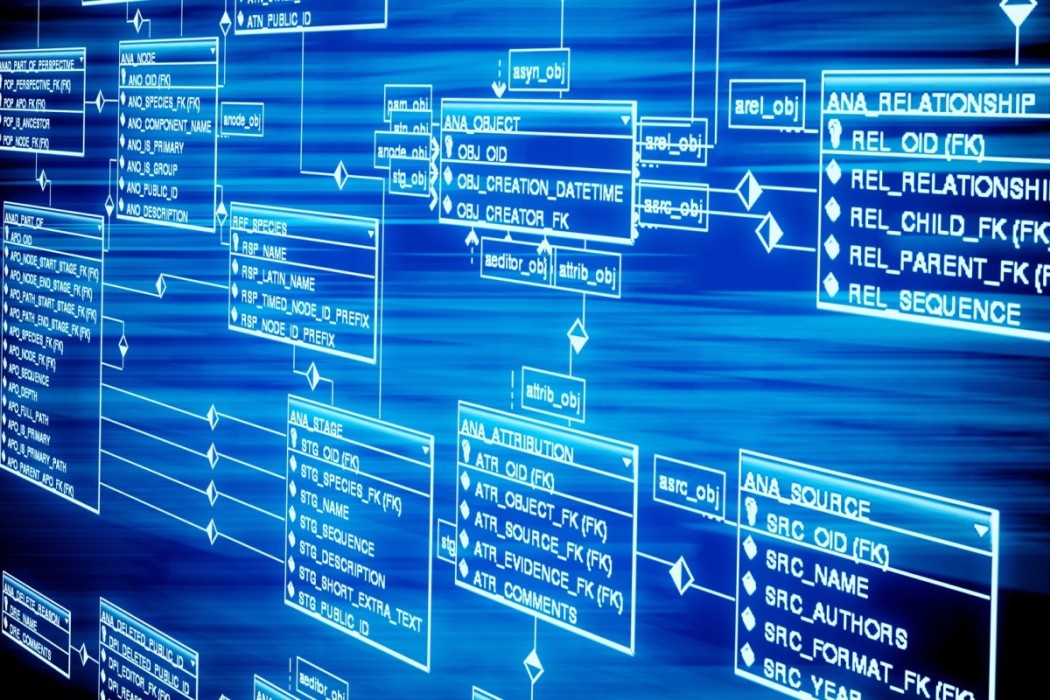 ATN_PUBLIC_ID
ANAD_PART_OF_PERSPECTIVE
POP_PERSPECTIVE_FK (FK)
POP_APO_FK (FK)
POP_IS_ANCESTOR
POP_NODE_FK (FK)
ANA_NODE
ANO_OID (FK)
ANO_SPECIES_FK (FK)
ANO_COMPONENT_NAME
ANO_IS_PRIMARY
ANO_IS_GROUP
ANO_PUBLIC_ID
ANO_DESCRIPTION
anode_obj
asyn_obj
anode_obj
stg_obj
ANA_OBJECT
OBJ_OID
OBJ_CREATION_DATETIME
OBJ_CREATOR_FK
arel_obj
asrc_obj
aeditor_obj
attrib_obj
arel_obj
ANA_RELATIONSHIP
REL_OID (FK)
REL_RELATIONSHI
REL_CHILD_FK (FK
REL_PARENT_FK (F
REL_SEQUENCE
ANAD_PART_OF
APO_OID
APO_NODE_START_STAGE_FK (FK)
APO_NODE_END_STAGE_FK (FK)
APO_PATH_START_STAGE_FK (FK)
APO_PATH_END_STAGE_FK (FK)
APO_SPECIES_FK (FK)
APO_NODE_FK (FK)
APO_SEQUENCE
APO_DEPTH
APO_FULL_PATH
APO_IS_PRIMARY
APO_IS_PRIMARY_PATH
APO_PARENT_APO_FK (FK)
REF_SPECIES
RSP_NAME
RSP_LATIN_NAME
RSP_TIMED_NODE_ID_PREFIX
RSP_NODE_ID_PREFIX
ANA_STAGE
STG_OID (FK)
STG_SPECIES_FK (FK)
STG_NAME
STG_SEQUENCE
STG_DESCRIPTION
STG_SHORT_EXTRA_TEXT
STG_PUBLIC_ID
attrib_obj
stg
ANA_ATTRIBUTION
ATR_OID (FK)
ATR_OBJECT_FK (FK)
ATR_SOURCE_FK (FK)
ATR_EVIDENCE_FK (FK)
ATR_COMMENTS
asrc_obj
ANA_SOURCE
SRC_OID (FK)
SRC_NAME
SRC_AUTHORS
SRC_FORMAT_FK (FK)
SRC_YEA
ANA_DELETE_REASON
DRE_NAME
DRE_COMMENTS
ANA_DELETED_PUBLIC_ID
DPI_DELETED_PUBLIC_ID
DPI_EDITOR_FK (FK)
aeditor_obj